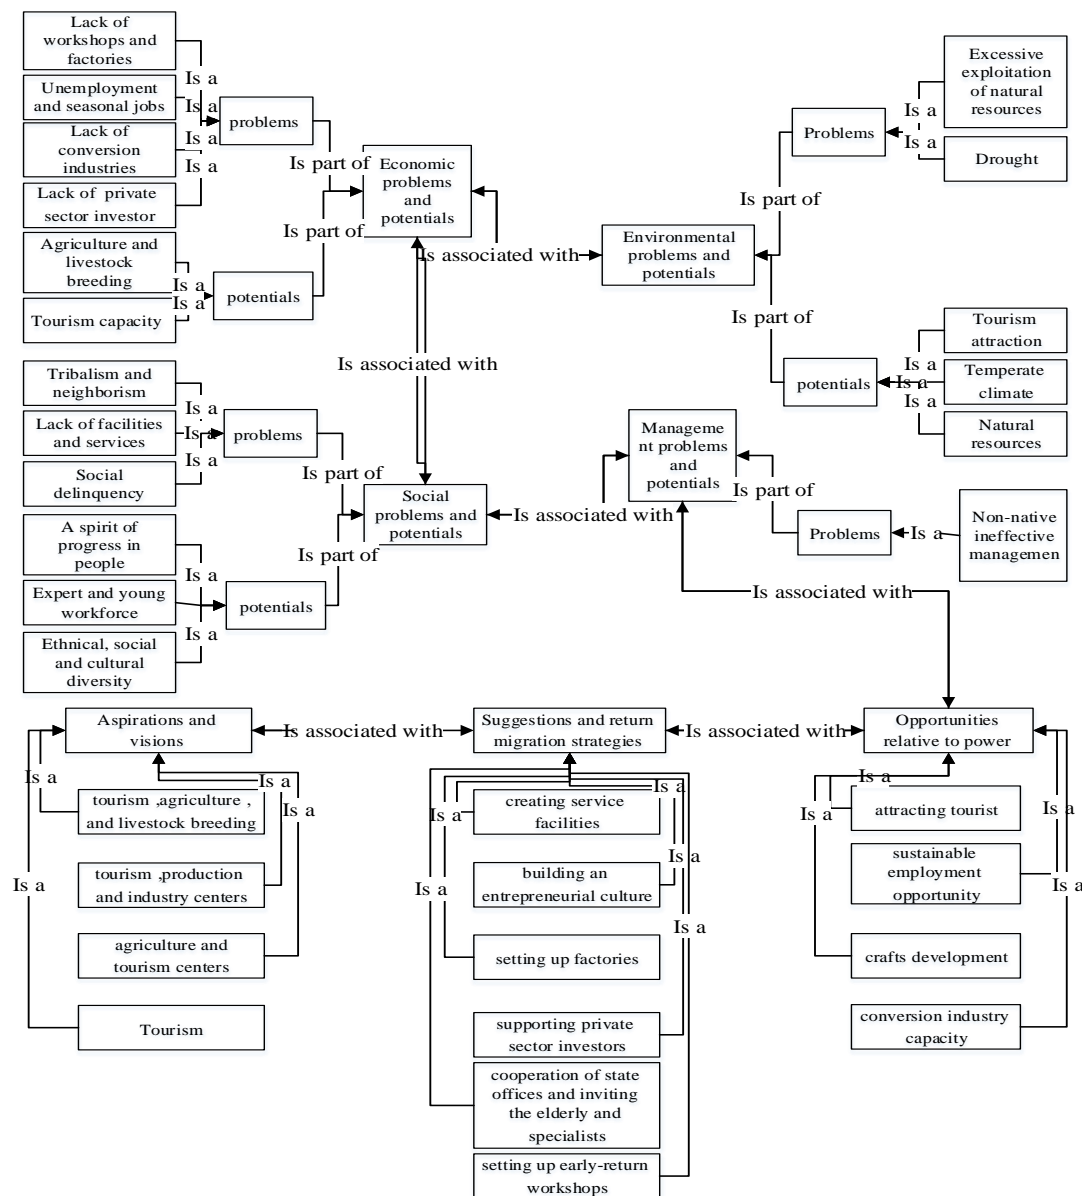 Lack of
workshops and
factories
Is a
Unemployment
and seasonal jobs
Is a
Lack of
conversion
industries
Is a
Lack of private
sector investor
Is a
problems
Is part of
Economic
problems
and
potentials
Agriculture and
livestock
breeding
Is a
Tourism capacity
Is a
potentials
Is part of
Is associated with
Environmental
problems and
potentials
Excessive
exploitation
of natural
resources
Is a
Drought
Is a
Problems
Is part of
Is part of
potentials
Tourism
attraction
Is a
Temperate
climate
Is a
Natural
resources
Is a
Is associated with
Tribalism and
neighborism
Is a
Lack of facilities
and services
Is a
Social
delinquency
Is a
problems
Is part of
Social
problems and
potentials
A spirit of
progress in
people
Is a
Expert and young
workforce
Ethnical, social
and cultural
diversity
Is a
potentials
Is part of
Is associated with
Manageme
nt problems
and
potentials
Is part of
Problems
Is a
Non-native
ineffective
managemen
Is associated with
Aspirations and
visions
Is associated with
Suggestions and return
migration strategies
Is associated with
Opportunities
relative to power
Is a
tourism ,agriculture ,
and livestock breeding
Is a
Is a
tourism ,production
and industry centers
Is a
agriculture and
tourism centers
Tourism
Is a
creating service
facilities
Is a
Is a
building an
entrepreneurial culture
Is a
Is a
setting up factories
supporting private
sector investors
cooperation of state
offices and inviting
the elderly and
specialists
setting up early-return
workshops
Is a
Is a
attracting tourist
Is a
Is a
sustainable
employment
opportunity
Is a
crafts development
conversion industry
capacity